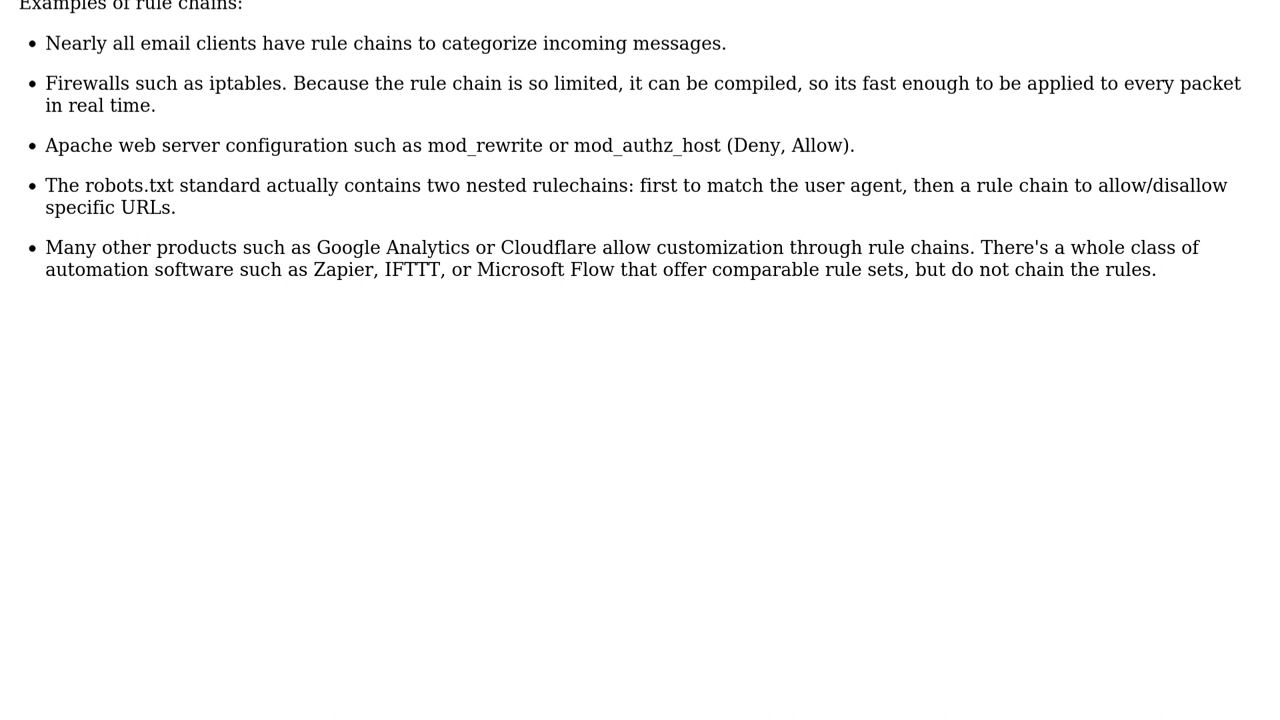 Examples of rule chains:
• Nearly all email clients have rule chains to categorize incoming messages.
• Firewalls such as iptables. Because the rule chain is so limited, it can be compiled, so its fast enough to be applied to every packet
in real time.
• Apache web server configuration such as mod_rewrite or mod_authz_host (Deny, Allow).
• The robots.txt standard actually contains two nested rulechains: first to match the user agent, then a rule chain to allow/disallow
specific URLs.
• Many other products such as Google Analytics or Cloudflare allow customization through rule chains. There's a whole class of
automation software such as Zapier, IFTTT, or Microsoft Flow that offer comparable rule sets, but do not chain the rules.